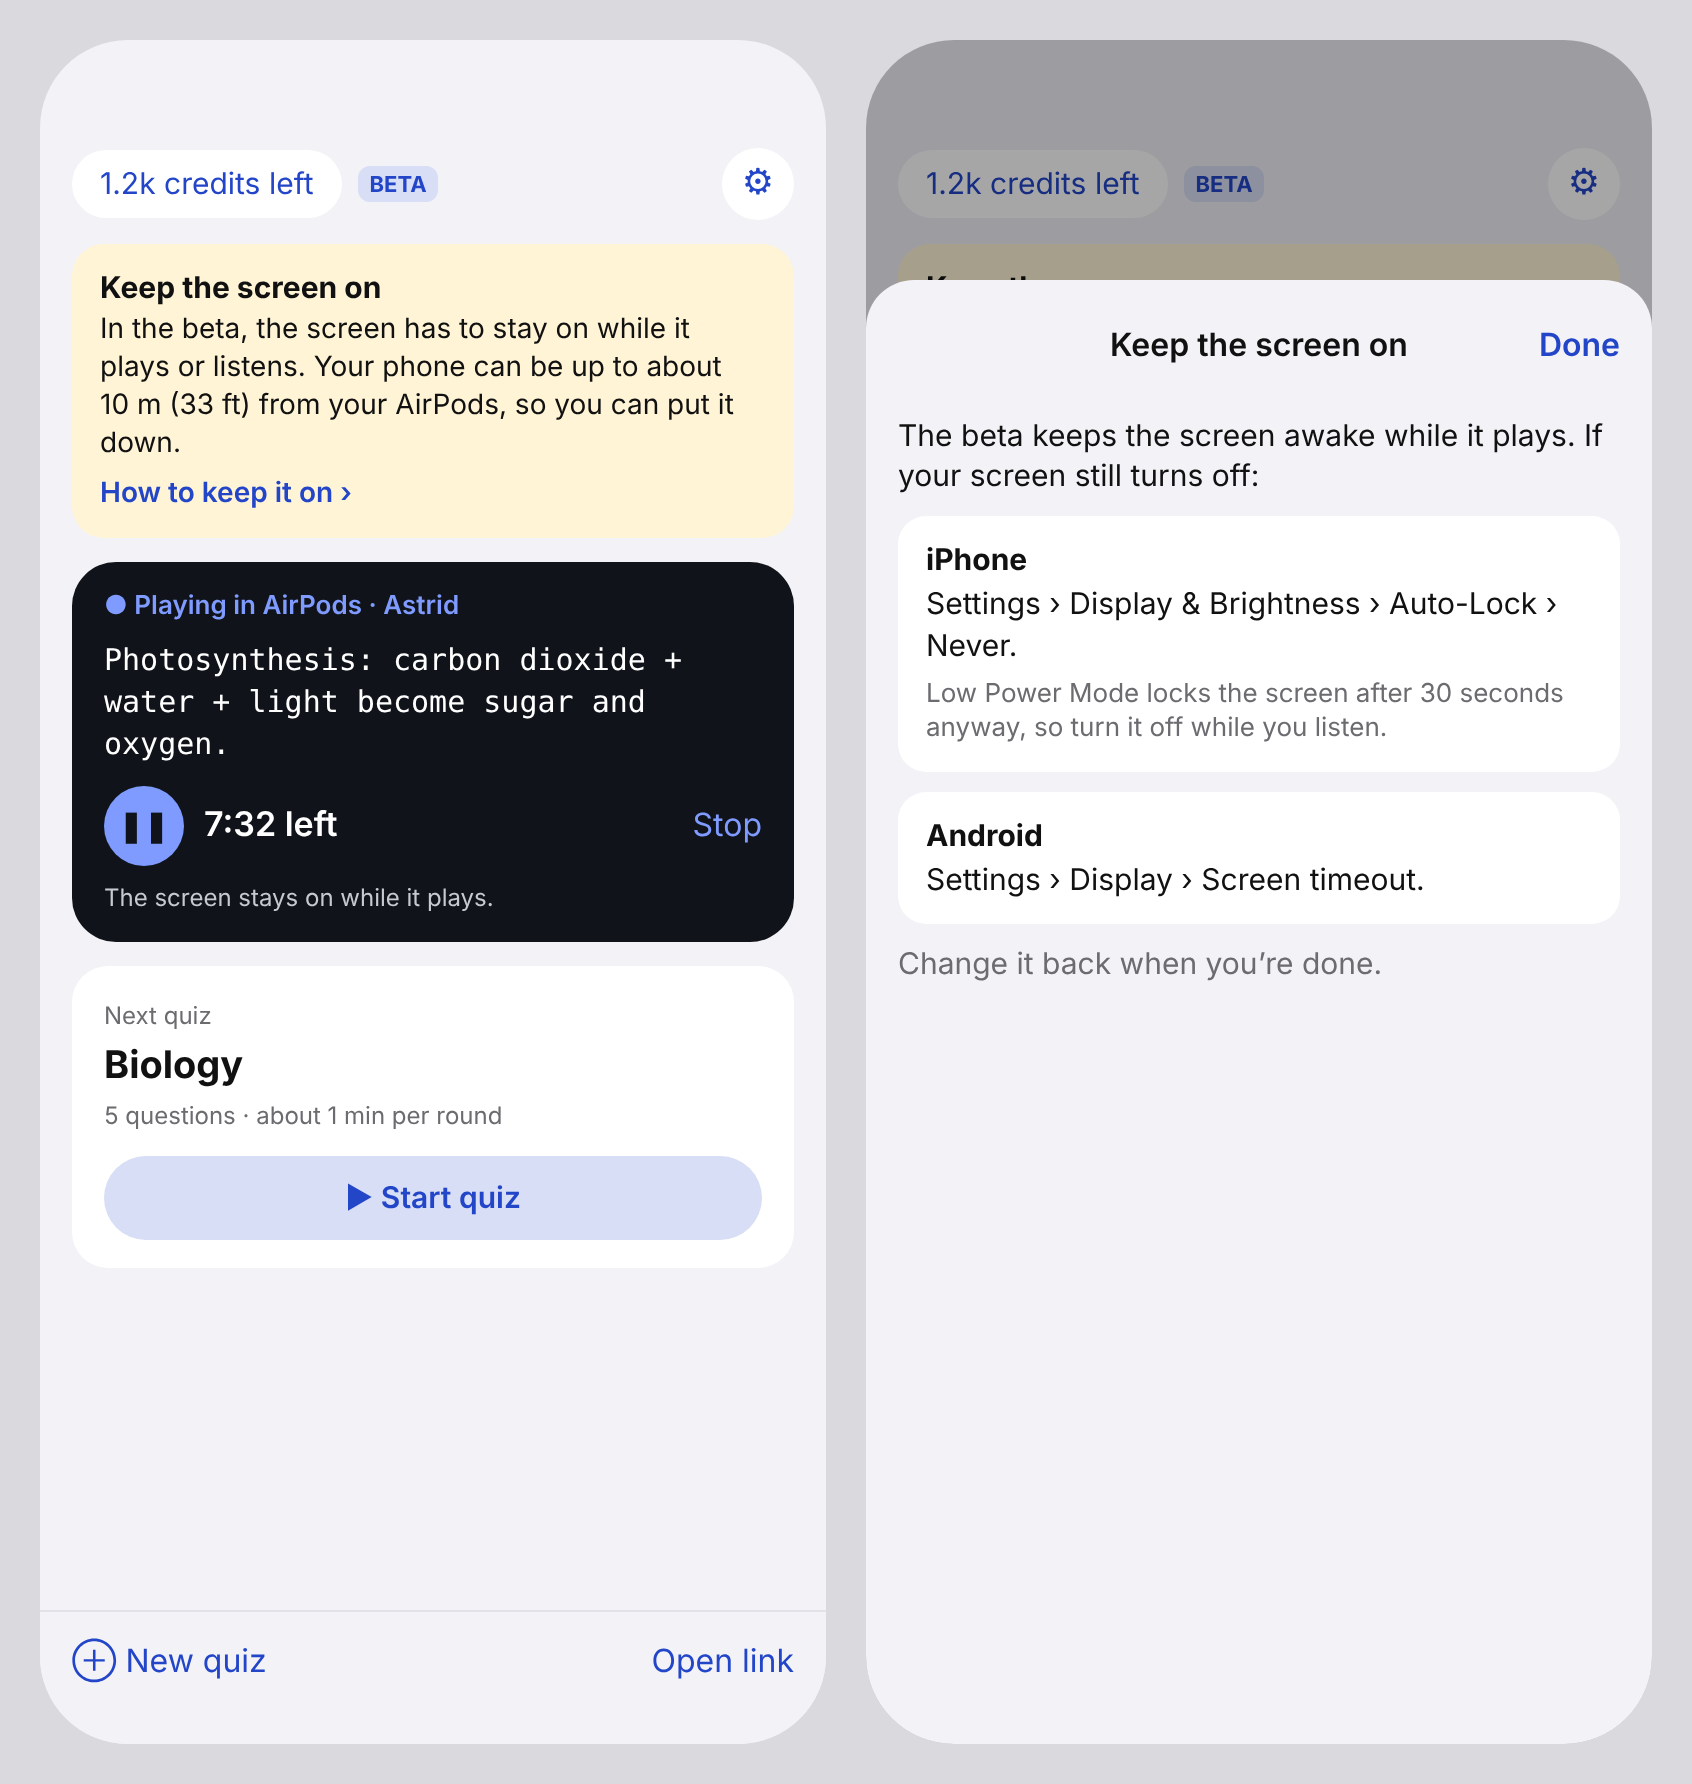 1.2k credits left
BETA
⚙
Keep the screen on
In the beta, the screen has to stay on while it
plays or listens. Your phone can be up to about
10 m (33 ft) from your AirPods, so you can put it
down.
How to keep it on ›
Playing in AirPods · Astrid
Photosynthesis: carbon dioxide +
water + light become sugar and
oxygen.
7:32 left
Stop
The screen stays on while it plays.
Next quiz
Biology
5 questions · about 1 min per round
▶ Start quiz
New quiz
Open link
1.2k credits left
BETA
⚙
Keep the screen on
Done
The beta keeps the screen awake while it plays. If
your screen still turns off:
iPhone
Settings › Display & Brightness › Auto-Lock ›
Never.
Low Power Mode locks the screen after 30 seconds
anyway, so turn it off while you listen.
Android
Settings › Display › Screen timeout.
Change it back when you’re done.